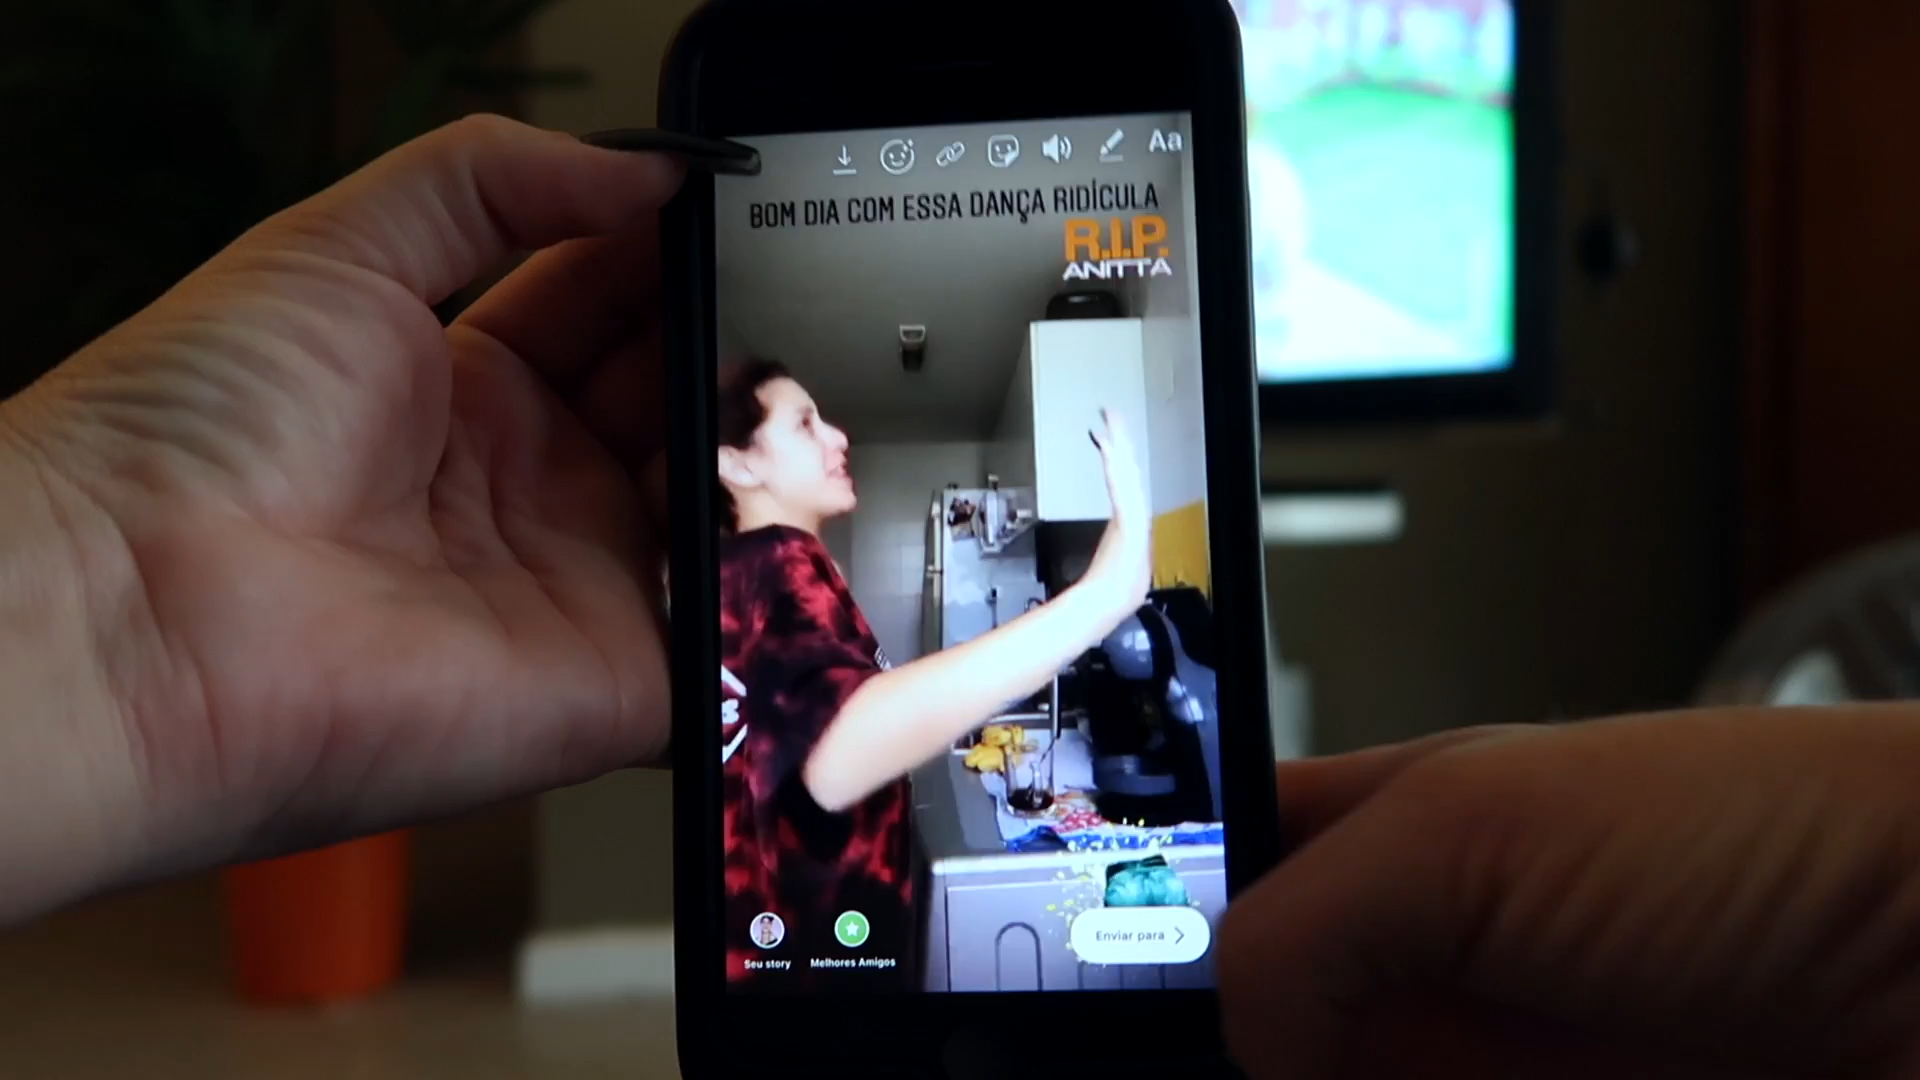 Aa
BOM DIA COM ESSA DANÇA RIDÍCULA
R.I.P.
ANITTA
Enviar para
Seu story
Melhores Amigos